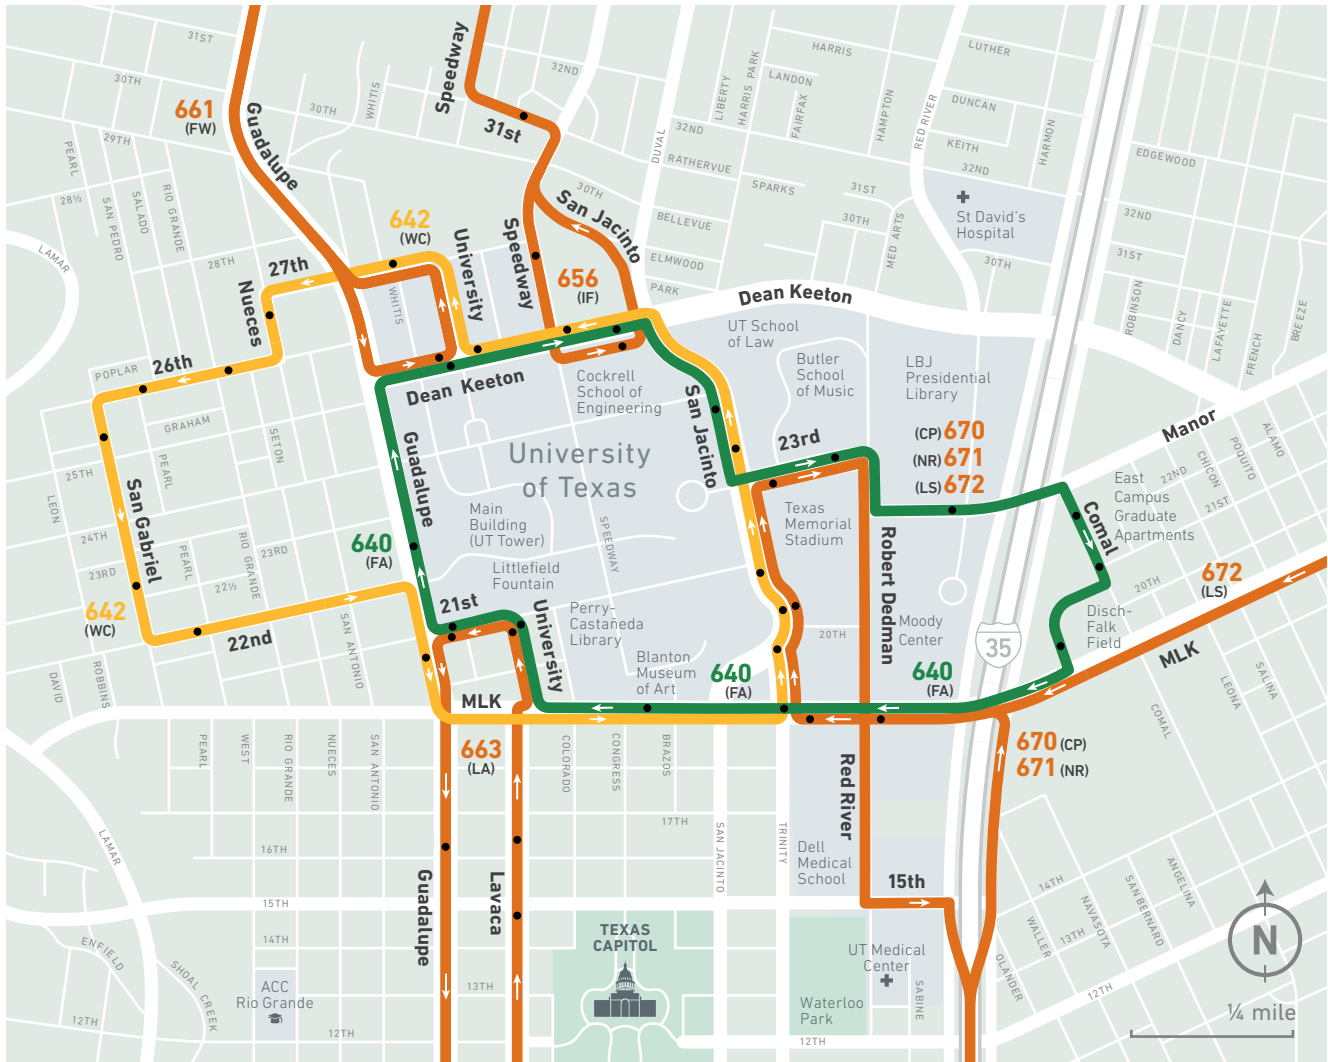 31ST
30TH
661
(FW)
Guadalupe
30TH
WHITIS
Speedway
31st
32ND
29TH
PEARL
28½
SAN PEDRO
SALADO
RIO GRANDE
28TH
LAMAR
27th
Nueces
642
(WC)
University
WHITIS
Speedway
San Jacinto
30TH
656
(IF)
DUVAL
LIBERTY
HARRIS PARK
HARRIS
LANDON
FAIRFAX
HAMPTON
32ND
RATHERVUE
SPARKS
31ST
30TH
BELLEVUE
ELMWOOD
PARK
MED ARTS
RED RIVER
LUTHER
DUNCAN
KEITH
32ND
HARMON
St David's
Hospital
30TH
EDGEWOOD
32ND
31ST
ROBINSON
DANCY
LAFAYETTE
FRENCH
BREEZE
Dean Keeton
UT School
of Law
Butler
School
of Music
LBJ
Presidential
Library
26th
POPLAR
GRAHAM
SETON
25TH
PEARL
LEON
San Gabriel
24TH
23RD
PEARL
RIO GRANDE
23RD
22½
642
(WC)
22nd
SAN ANTONIO
DAVID
ROBBINS
Dean Keeton
Cockrell
School of
Engineering
San Jacinto
23rd
Guadalupe
University
of Texas
Main
Building
(UT Tower)
SPEEDWAY
Littlefield
Fountain
640
(FA)
21st
University
Perry-
Castañeda
Library
Blanton
Museum
of Art
640
(FA)
Texas
Memorial
Stadium
20TH
Robert Dedman
Moody
Center
(CP) 670
(NR) 671
(LS) 672
640
(FA)
35
Manor
Comal
East
Campus
Graduate
Apartments
22ND
CHICON
POQUITO
ALAMO
21ST
20TH
Disch-
Falk
Field
672
(LS)
MLK
SALINA
LEONA
COMAL
MLK
663
(LA)
670 (CP)
671 (NR)
PEARL
WEST
RIO GRANDE
NUECES
SAN ANTONIO
COLORADO
CONGRESS
BRAZOS
SAN JACINTO
TRINITY
Red River
LAMAR
17TH
16TH
Dell
Medical
School
15th
15TH
Guadalupe
Lavaca
14TH
13TH
12TH
12TH
ENFIELD
SHOAL CREEK
ACC
Rio Grande
TEXAS
CAPITOL
UT Medical
Center
Waterloo
Park
SABINE
12TH
OLANDER
WALLER
14TH
13TH
NAVASOTA
SAN BERNARD
ANGELINA
12TH
N
¼ mile